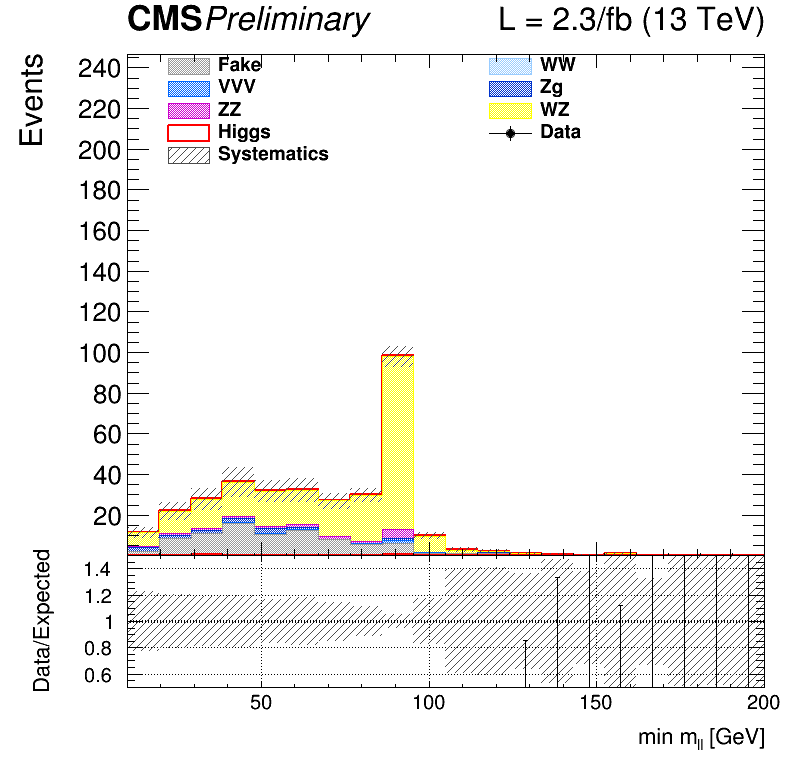 CMSPreliminary L = 2.3/fb (13 TeV)
Events
240
220
200
180
160
140
120
100
80
60
40
20
Fake WW
VVV Zg
ZZ WZ
Higgs Data
Systematics
Data/Expected
1.4
1.2
1
0.8
0.6
50 100 150 200
min m_ll [GeV]